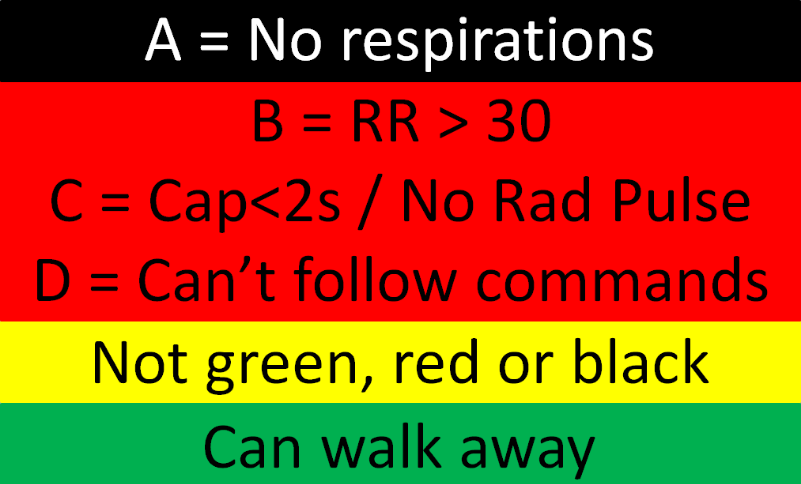 A = No respirations
B = RR > 30
C = Cap<2s / No Rad Pulse
D = Can’t follow commands
Not green, red or black
Can walk away